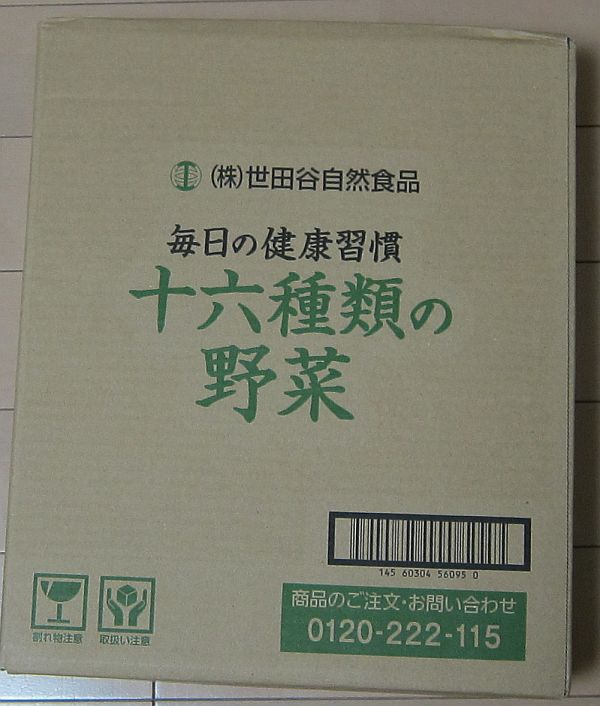 (株)世田谷自然食品
毎日の健康習慣
十六種類の
野菜
145 60304 56095 0
割れ物注意
取扱い注意
商品のご注文・お問い合わせ
0120-222-115